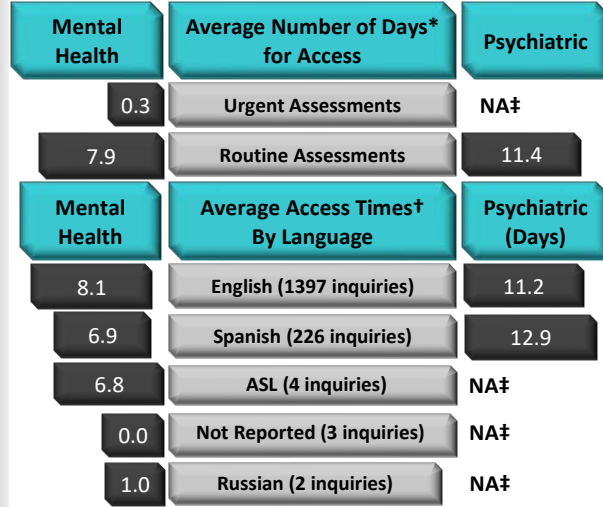 Mental
Health
Average Number of Days*
for Access
Psychiatric
0.3
Urgent Assessments
NA‡
7.9
Routine Assessments
11.4
Mental
Health
Average Access Times†
By Language
Psychiatric
(Days)
8.1
English (1397 inquiries)
11.2
6.9
Spanish (226 inquiries)
12.9
6.8
ASL (4 inquiries)
NA‡
0.0
Not Reported (3 inquiries)
NA‡
1.0
Russian (2 inquiries)
NA‡